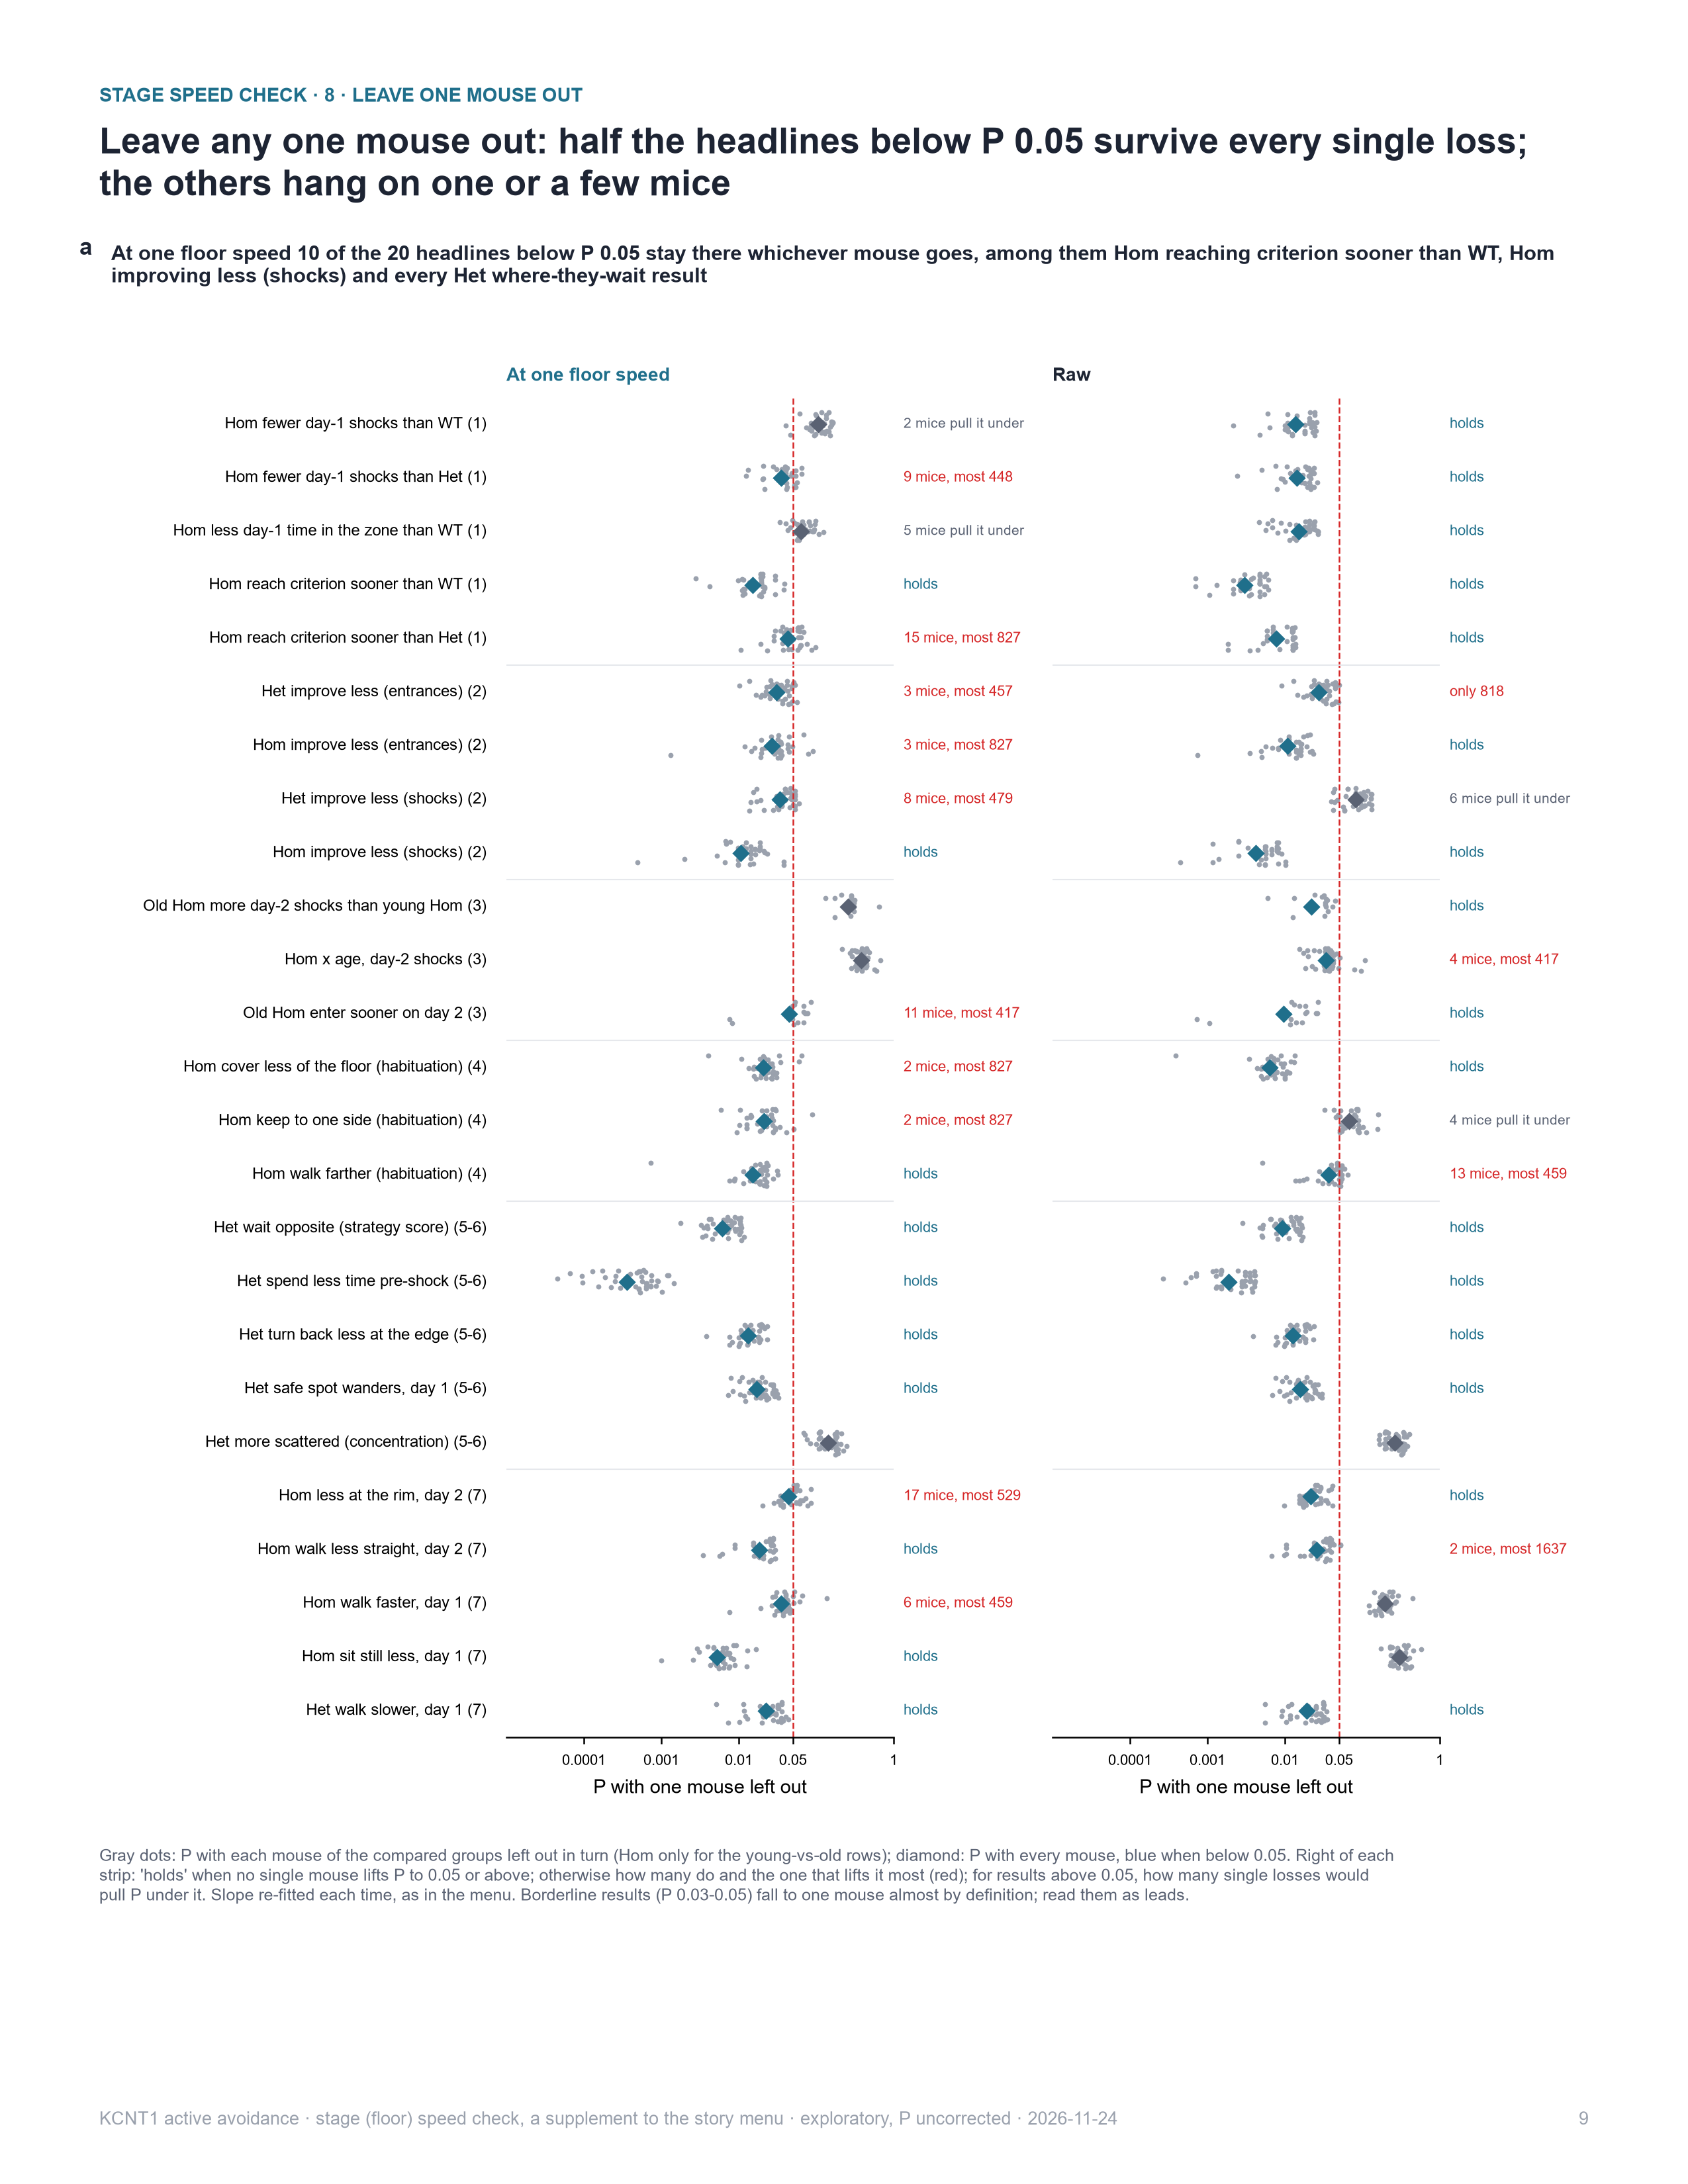 STAGE SPEED CHECK · 8 · LEAVE ONE MOUSE OUT
Leave any one mouse out: half the headlines below P 0.05 survive every single loss;
the others hang on one or a few mice
a At one floor speed 10 of the 20 headlines below P 0.05 stay there whichever mouse goes, among them Hom reaching criterion sooner than WT, Hom
improving less (shocks) and every Het where-they-wait result
At one floor speed Raw
Hom fewer day-1 shocks than WT (1) 2 mice pull it under holds
Hom fewer day-1 shocks than Het (1) 9 mice, most 448 holds
Hom less day-1 time in the zone than WT (1) 5 mice pull it under holds
Hom reach criterion sooner than WT (1) holds holds
Hom reach criterion sooner than Het (1) 15 mice, most 827 holds
Het improve less (entrances) (2) 3 mice, most 457 only 818
Hom improve less (entrances) (2) 3 mice, most 827 holds
Het improve less (shocks) (2) 8 mice, most 479 6 mice pull it under
Hom improve less (shocks) (2) holds holds
Old Hom more day-2 shocks than young Hom (3) holds
Hom x age, day-2 shocks (3) 4 mice, most 417
Old Hom enter sooner on day 2 (3) 11 mice, most 417 holds
Hom cover less of the floor (habituation) (4) 2 mice, most 827 holds
Hom keep to one side (habituation) (4) 2 mice, most 827 4 mice pull it under
Hom walk farther (habituation) (4) holds 13 mice, most 459
Het wait opposite (strategy score) (5-6) holds holds
Het spend less time pre-shock (5-6) holds holds
Het turn back less at the edge (5-6) holds holds
Het safe spot wanders, day 1 (5-6) holds holds
Het more scattered (concentration) (5-6)
Hom less at the rim, day 2 (7) 17 mice, most 529 holds
Hom walk less straight, day 2 (7) holds 2 mice, most 1637
Hom walk faster, day 1 (7) 6 mice, most 459
Hom sit still less, day 1 (7) holds
Het walk slower, day 1 (7) holds holds
0.0001 0.001 0.01 0.05 1 0.0001 0.001 0.01 0.05 1
P with one mouse left out P with one mouse left out
Gray dots: P with each mouse of the compared groups left out in turn (Hom only for the young-vs-old rows); diamond: P with every mouse, blue when below 0.05. Right of each
strip: 'holds' when no single mouse lifts P to 0.05 or above; otherwise how many do and the one that lifts it most (red); for results above 0.05, how many single losses would
pull P under it. Slope re-fitted each time, as in the menu. Borderline results (P 0.03-0.05) fall to one mouse almost by definition; read them as leads.
KCNT1 active avoidance · stage (floor) speed check, a supplement to the story menu · exploratory, P uncorrected · 2026-11-24 9